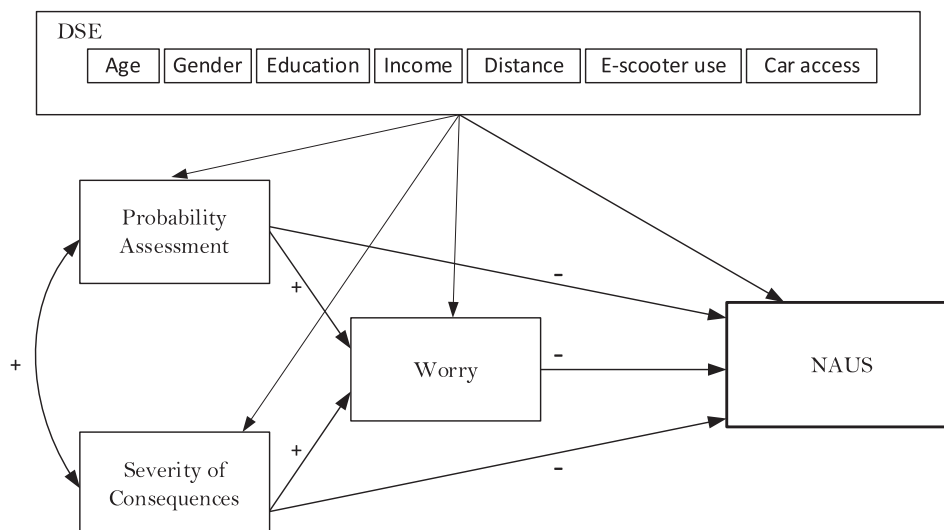 DSE
Age Gender Education Income Distance E-scooter use Car access
Probability
Assessment
+
-
+
Worry
-
NAUS
+
-
Severity of
Consequences